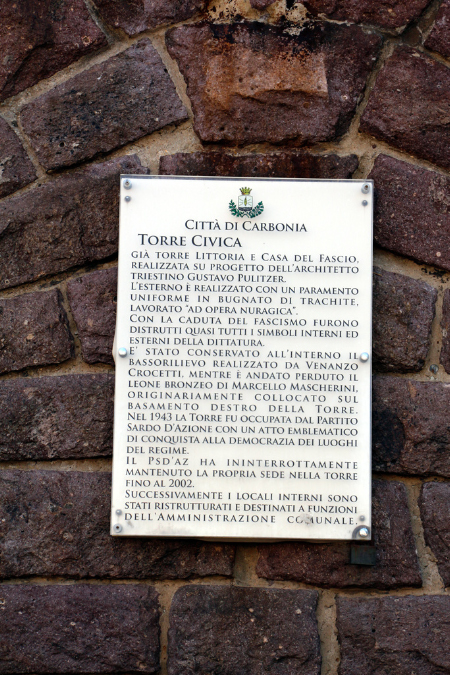 CITTÀ DI CARBONIA
TORRE CIVICA
GIÀ TORRE LITTORIA E CASA DEL FASCIO,
REALIZZATA SU PROGETTO DELL'ARCHITETTO
TRIESTINO GUSTAVO PULITZER.
L'ESTERNO È REALIZZATO CON UN PARAMENTO
UNIFORME IN BUGNATO DI TRACHITE,
LAVORATO "AD OPERA NURAGICA".
CON LA CADUTA DEL FASCISMO FURONO
DISTRUTTI QUASI TUTTI I SIMBOLI INTERNI ED
ESTERNI DELLA DITTATURA.
E' STATO CONSERVATO ALL'INTERNO IL
BASSORILIEVO REALIZZATO DA VENANZO
CROCETTI, MENTRE È ANDATO PERDUTO IL
LEONE BRONZEO DI MARCELLO MASCHERINI,
ORIGINARIAMENTE COLLOCATO SUL
BASAMENTO DESTRO DELLA TORRE.
NEL 1943 LA TORRE FU OCCUPATA DAL PARTITO
SARDO D'AZIONE CON UN ATTO EMBLEMATICO
DI CONQUISTA ALLA DEMOCRAZIA DEI LUOGHI
DEL REGIME.
IL PSD'AZ HA ININTERROTTAMENTE
MANTENUTO LA PROPRIA SEDE NELLA TORRE
FINO AL 2002.
SUCCESSIVAMENTE I LOCALI INTERNI SONO
STATI RISTRUTTURATI E DESTINATI A FUNZIONI
DELL'AMMINISTRAZIONE COMUNALE.